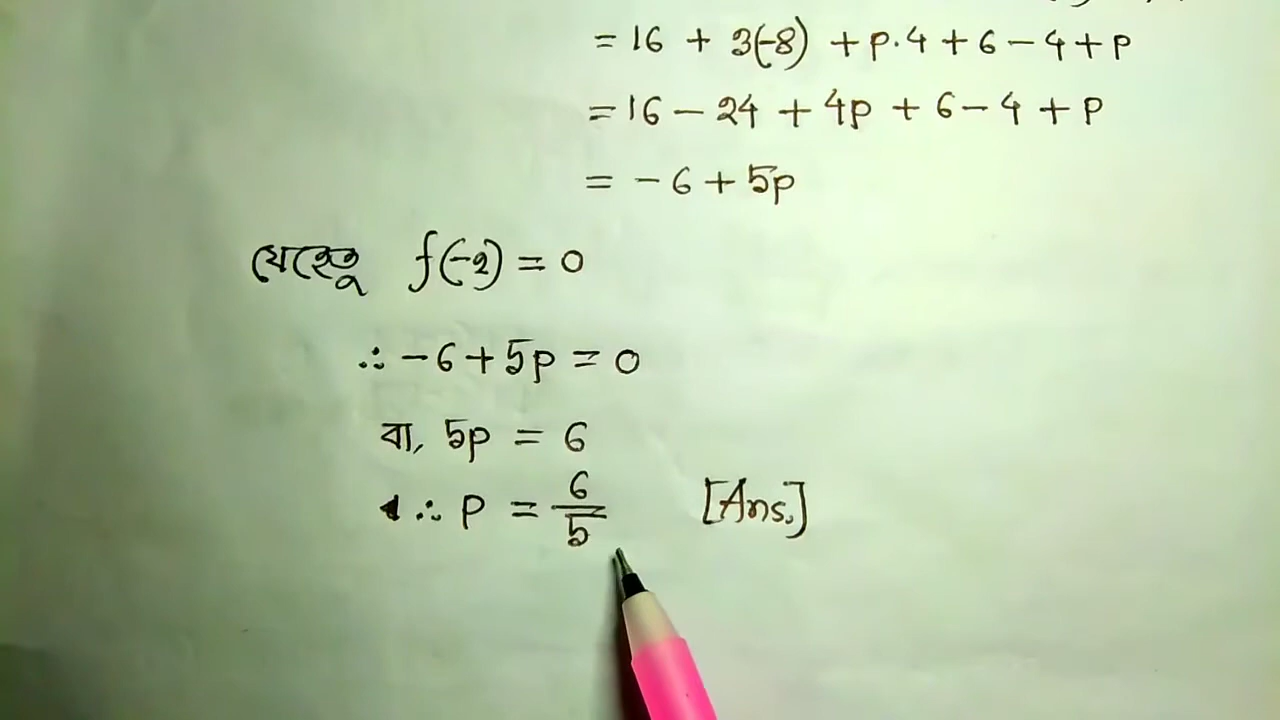 = 16 + 3(-8) + p.4 + 6 - 4 + p
= 16 - 24 + 4p + 6 - 4 + p
= - 6 + 5p
যেহেতু f(-2) = 0
∴ - 6 + 5p = 0
বা, 5p = 6
∴ p = 6/5 [Ans.]